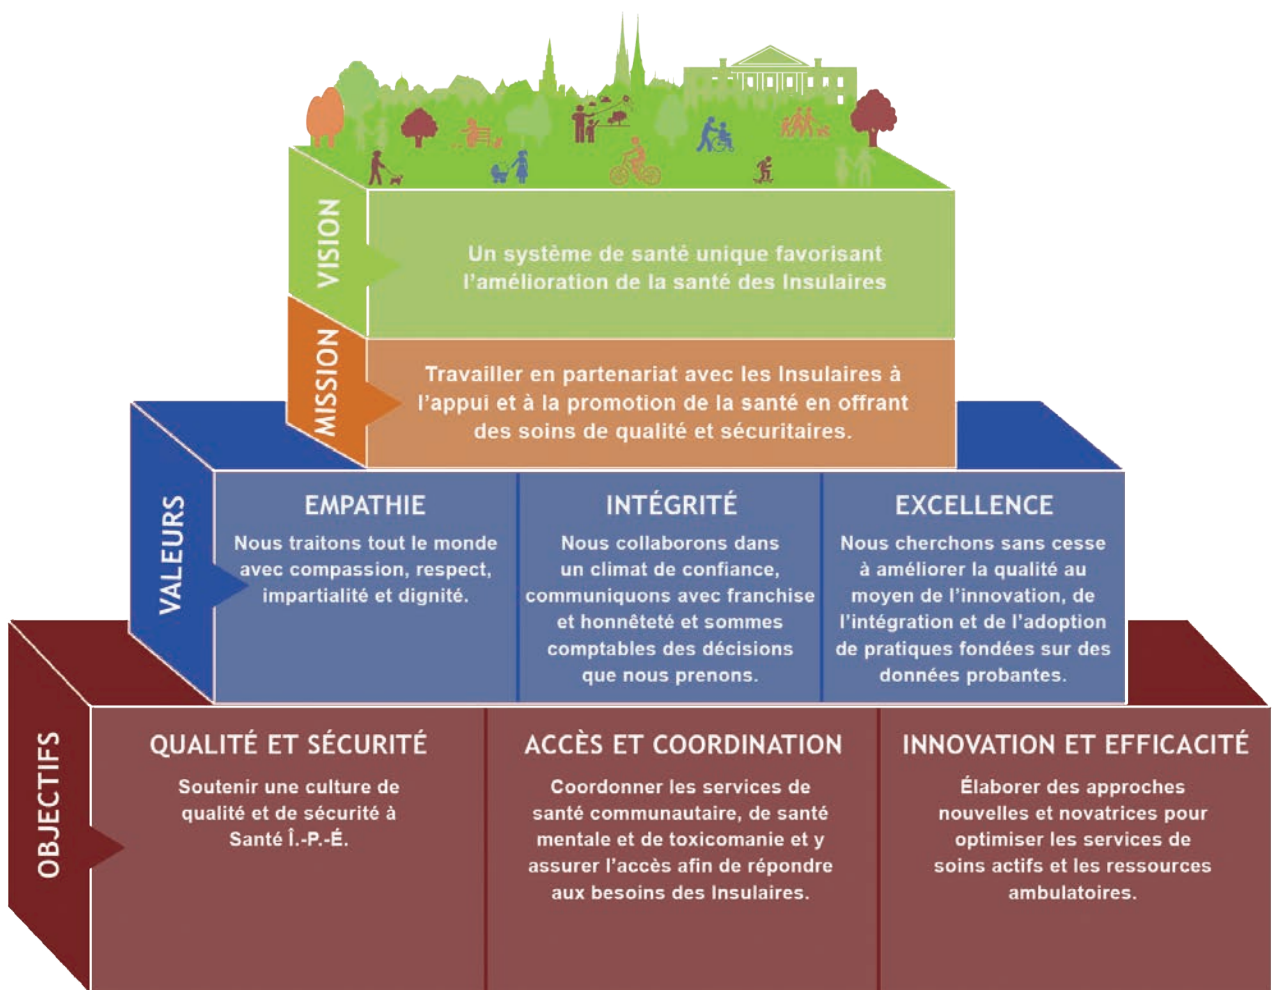 VISION
Un système de santé unique favorisant
l'amélioration de la santé des Insulaires
MISSION
Travailler en partenariat avec les Insulaires à
l'appui et à la promotion de la santé en offrant
des soins de qualité et sécuritaires.
VALEURS
EMPATHIE
Nous traitons tout le monde
avec compassion, respect,
impartialité et dignité.
INTÉGRITÉ
Nous collaborons dans
un climat de confiance,
communiquons avec franchise
et honnêteté et sommes
comptables des décisions
que nous prenons.
EXCELLENCE
Nous cherchons sans cesse
à améliorer la qualité au
moyen de l'innovation, de
l'intégration et de l'adoption
de pratiques fondées sur des
données probantes.
OBJECTIFS
QUALITÉ ET SÉCURITÉ
Soutenir une culture de
qualité et de sécurité à
Santé Î.-P.-É.
ACCÈS ET COORDINATION
Coordonner les services de
santé communautaire, de santé
mentale et de toxicomanie et y
assurer l'accès afin de répondre
aux besoins des Insulaires.
INNOVATION ET EFFICACITÉ
Élaborer des approches
nouvelles et novatrices pour
optimiser les services de
soins actifs et les ressources
ambulatoires.